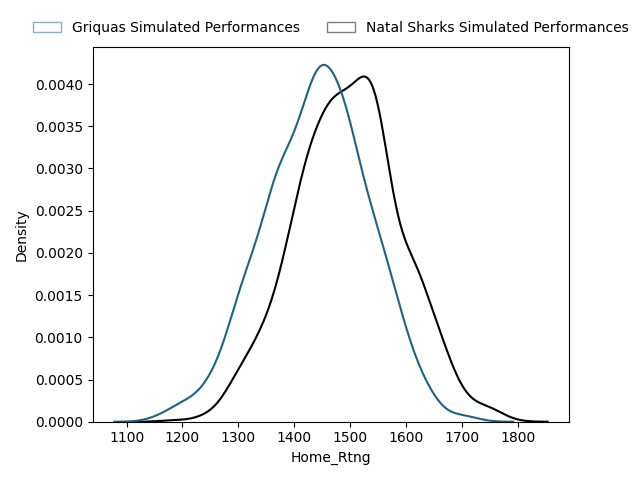 Griquas Simulated Performances
Natal Sharks Simulated Performances
0.0040
0.0035
0.0030
0.0025
0.0020
0.0015
0.0010
0.0005
0.0000
Density
1100 1200 1300 1400 1500 1600 1700 1800
Home_Rtng